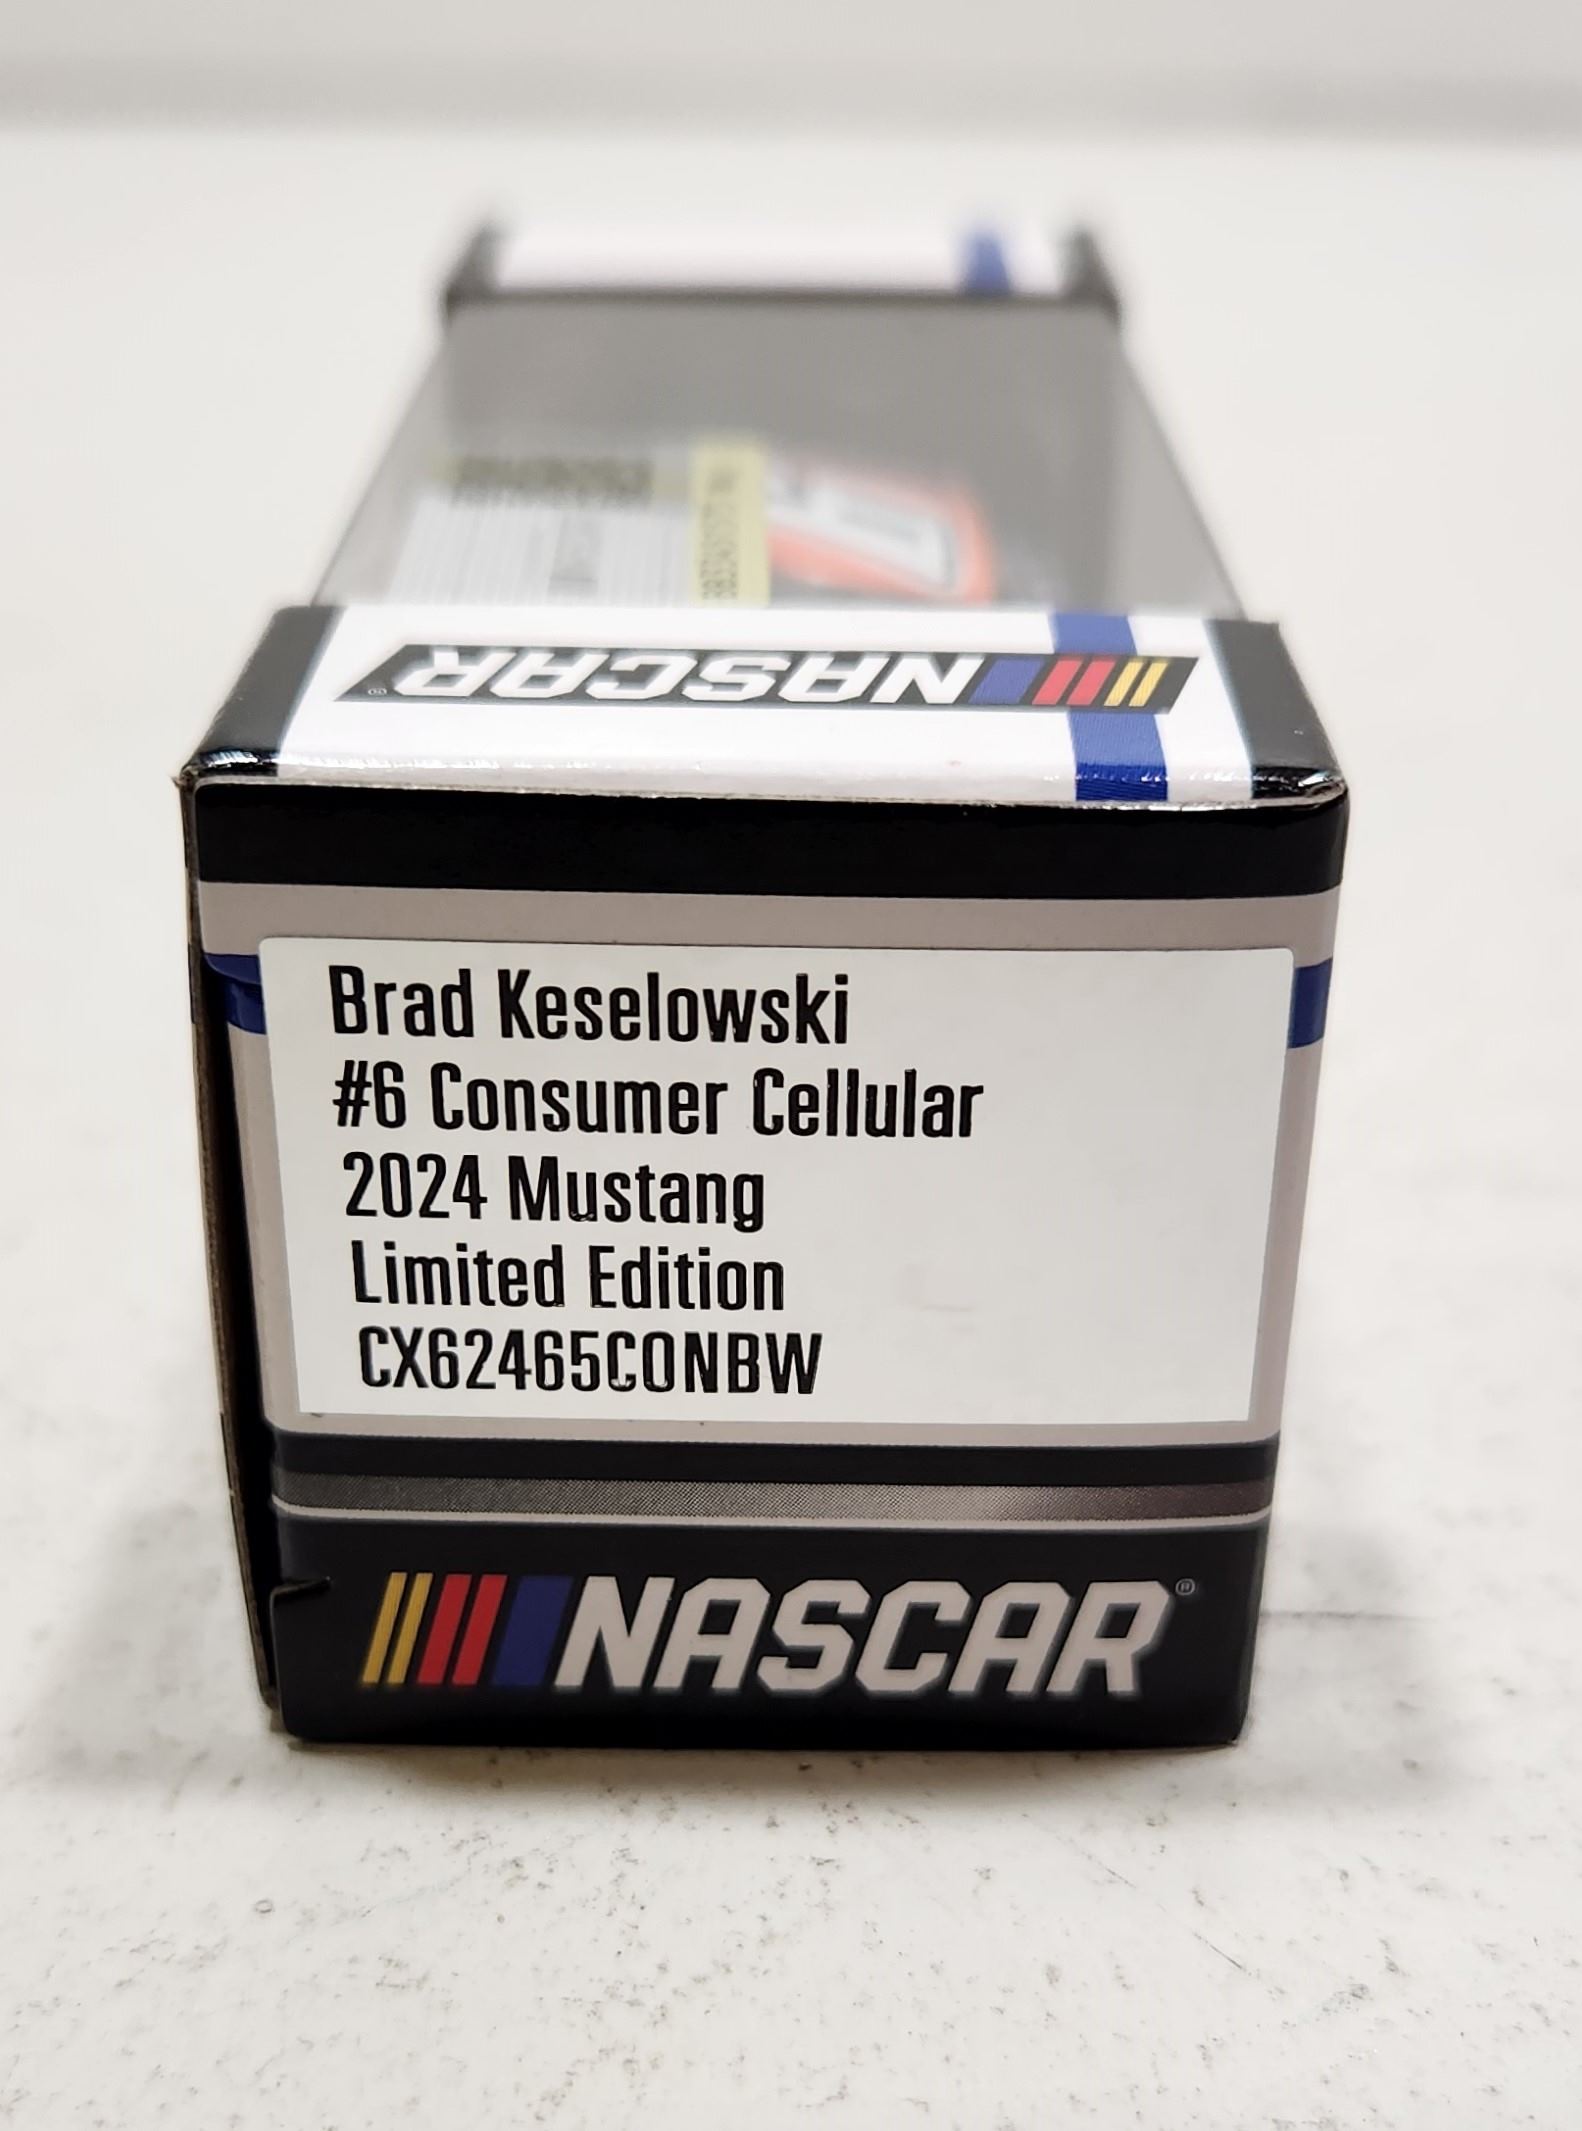 NASCAR
Brad Keselowski
#6 Consumer Cellular
2024 Mustang
Limited Edition
CX62465CONBW
NASCAR®